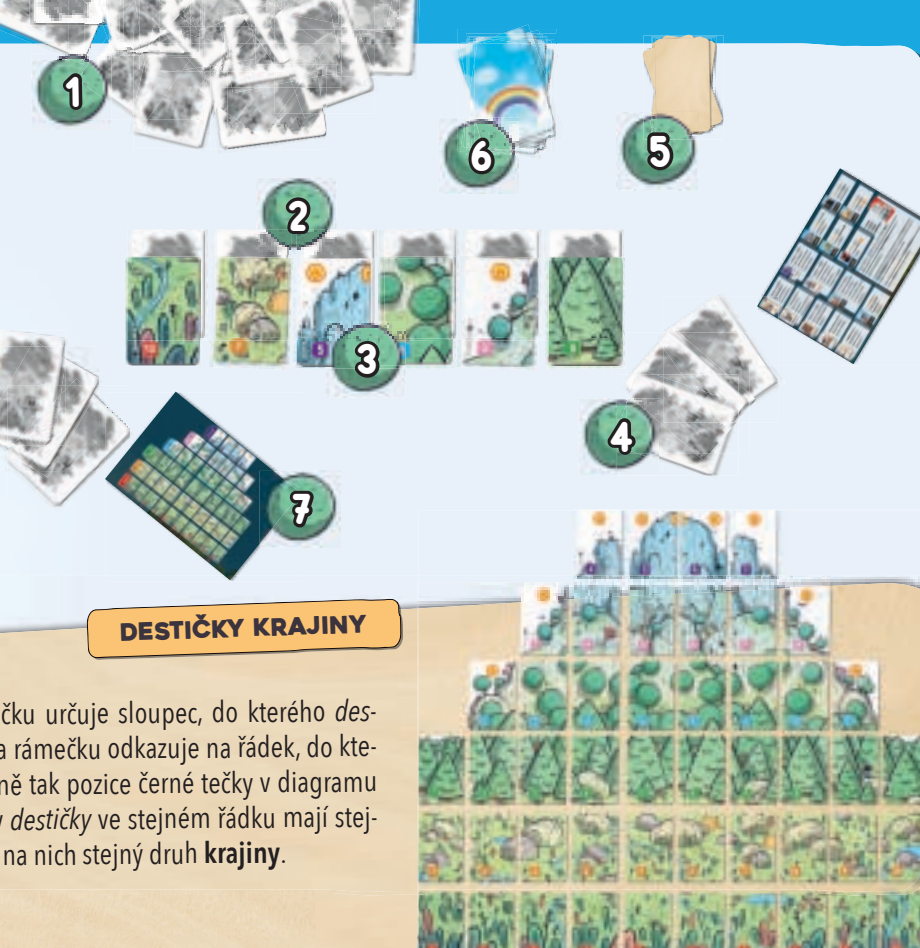 1
6
5
2
3
4
7
DESTIČKY KRAJINY
čku určuje sloupec, do kterého des-
a rámečku odkazuje na řádek, do kte-
ně tak pozice černé tečky v diagramu
y destičky ve stejném řádku mají stej-
na nich stejný druh krajiny.